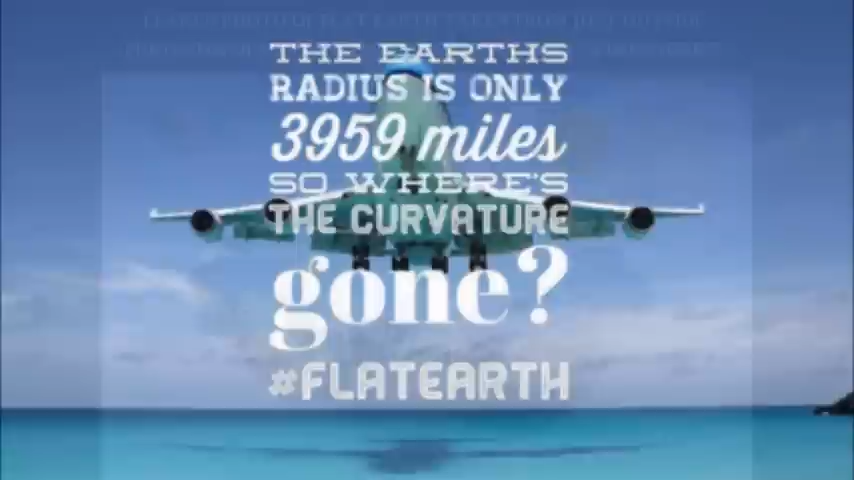 THE EARTHS
RADIUS IS ONLY
3959 miles
SO WHERE'S
THE CURVATURE
gone?
#FLATEARTH